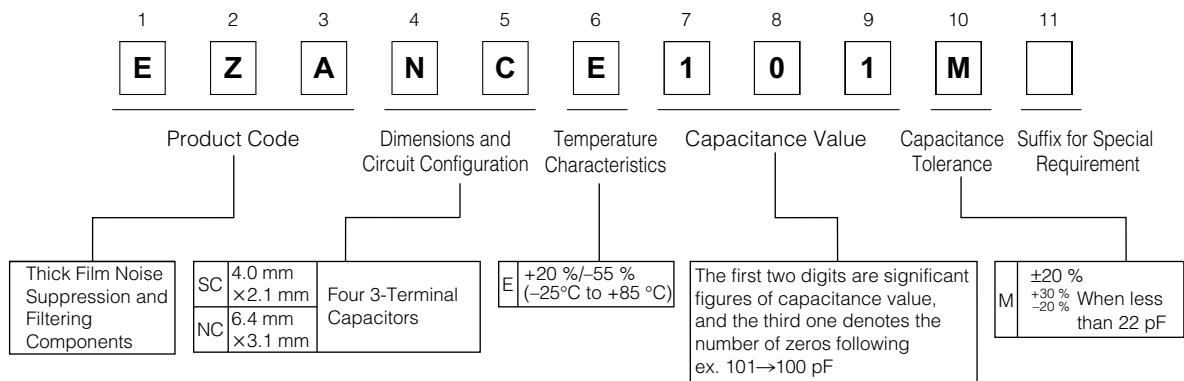 1 2 3 4 5 6 7 8 9 10 11
E Z A N C E 1 0 1 M
Product Code
Dimensions and
Circuit Configuration
Temperature
Characteristics
Capacitance Value
Capacitance
Tolerance
Suffix for Special
Requirement
Thick Film Noise
Suppression and
Filtering
Components
SC 4.0 mm
×2.1 mm
NC 6.4 mm
×3.1 mm
Four 3-Terminal
Capacitors
E +20 %/–55 %
(–25°C to +85 °C)
The first two digits are significant
figures of capacitance value,
and the third one denotes the
number of zeros following
ex. 101→100 pF
M ±20 %
+30 %
–20 %
When less
than 22 pF